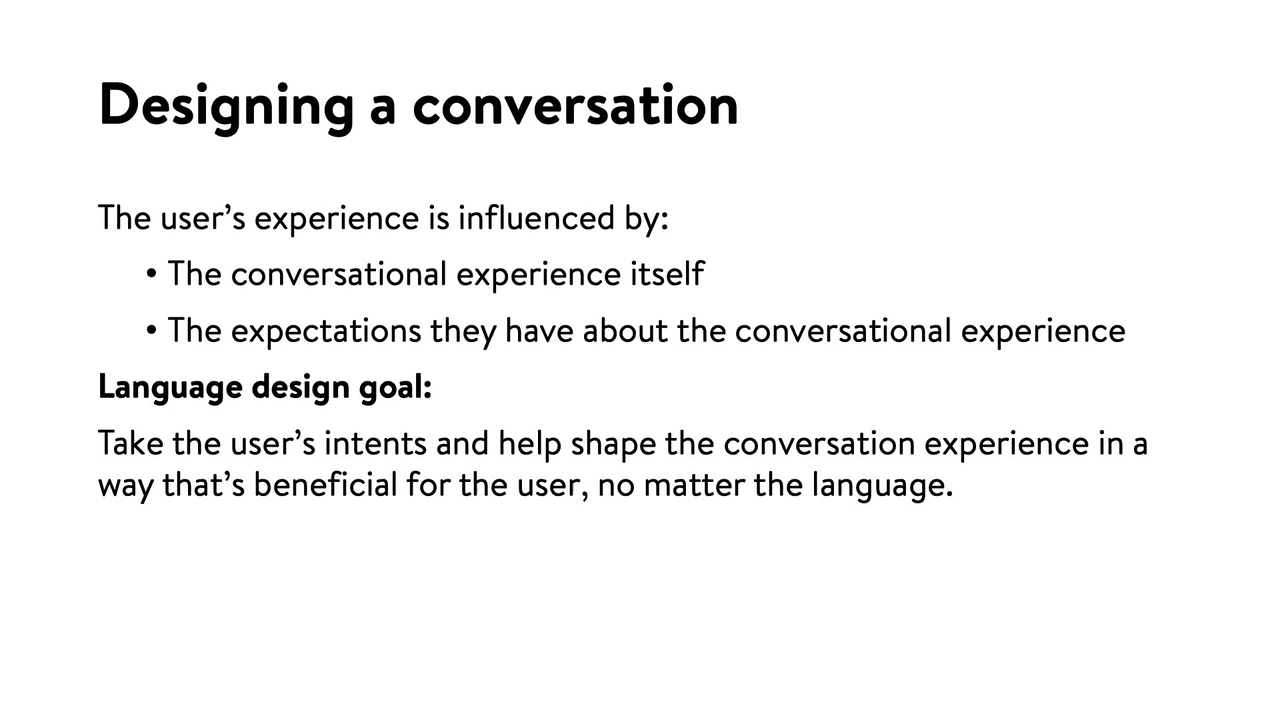 Designing a conversation
The user’s experience is influenced by:
• The conversational experience itself
• The expectations they have about the conversational experience
Language design goal:
Take the user’s intents and help shape the conversation experience in a
way that’s beneficial for the user, no matter the language.